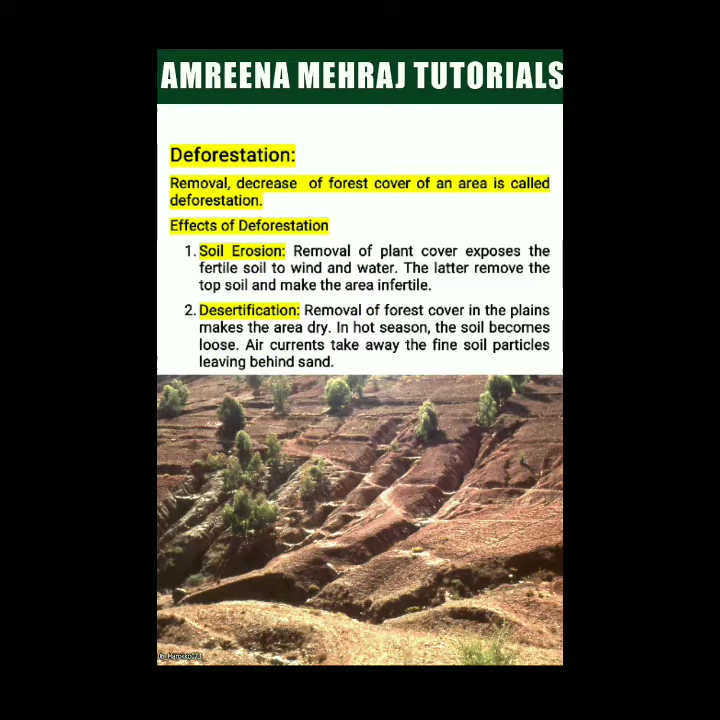 AMREENA MEHRAJ TUTORIALS
Deforestation:
Removal, decrease of forest cover of an area is called
deforestation.
Effects of Deforestation
1. Soil Erosion: Removal of plant cover exposes the
fertile soil to wind and water. The latter remove the
top soil and make the area infertile.
2. Desertification: Removal of forest cover in the plains
makes the area dry. In hot season, the soil becomes
loose. Air currents take away the fine soil particles
leaving behind sand.